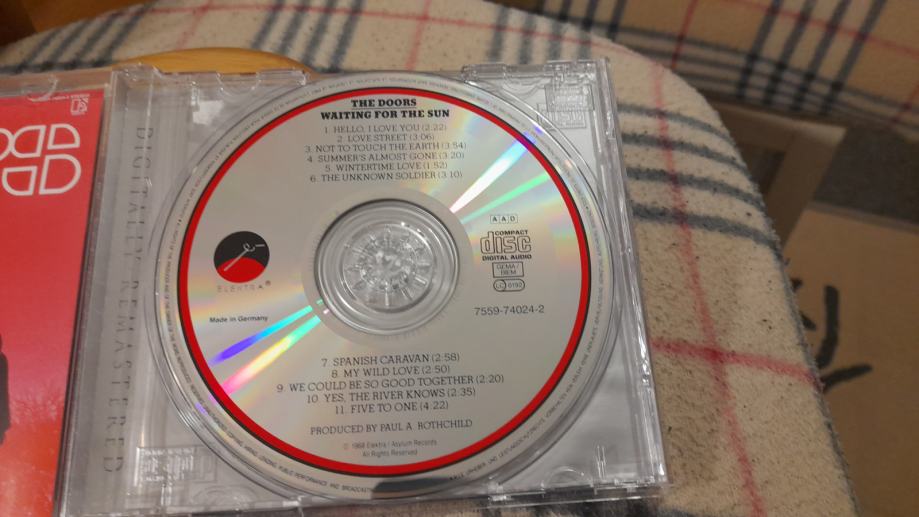 THE DOORS
WAITING FOR THE SUN
1. HELLO, I LOVE YOU (2:22)
2. LOVE STREET (3:06)
3. NOT TO TOUCH THE EARTH (3:54)
4. SUMMER'S ALMOST GONE (3:20)
5. WINTERTIME LOVE (1:52)
6. THE UNKNOWN SOLDIER (3:10)
AAD
COMPACT
disc
DIGITAL AUDIO
GEMA/
BIEM
LC 0192
ELEKTRA®
Made in Germany
7559-74024-2
7. SPANISH CARAVAN (2:58)
8. MY WILD LOVE (2:50)
9. WE COULD BE SO GOOD TOGETHER (2:20)
10. YES, THE RIVER KNOWS (2:35)
11. FIVE TO ONE (4:22)
PRODUCED BY PAUL A. ROTHCHILD
℗ 1968 Elektra / Asylum Records
All Rights Reserved
DIGITALLY REMASTERED